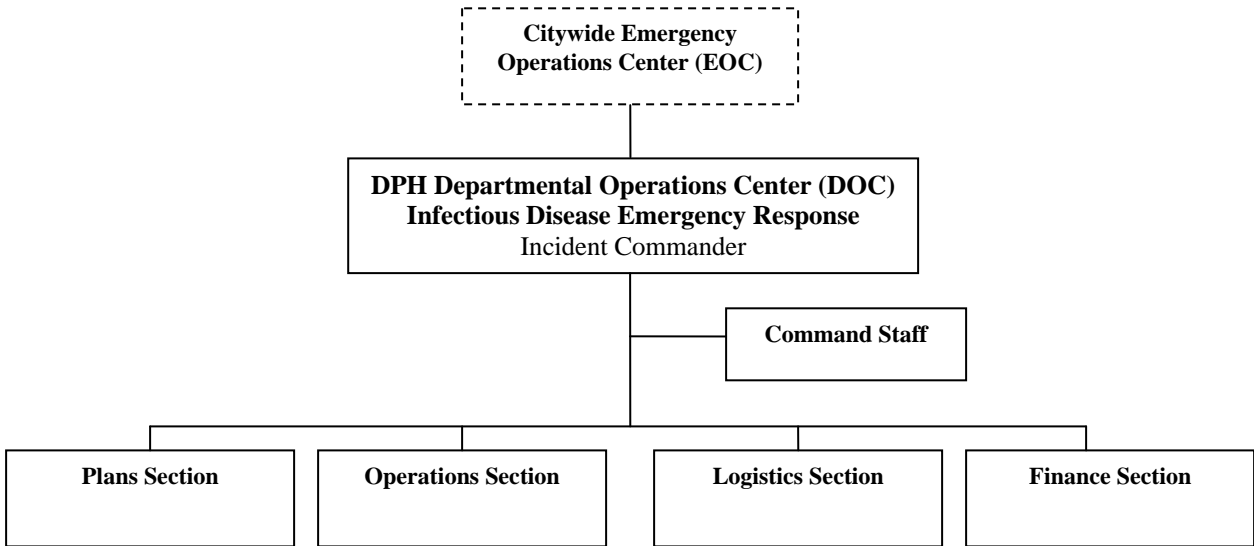 Citywide Emergency
Operations Center (EOC)
DPH Departmental Operations Center (DOC)
Infectious Disease Emergency Response
Incident Commander
Command Staff
Plans Section
Operations Section
Logistics Section
Finance Section